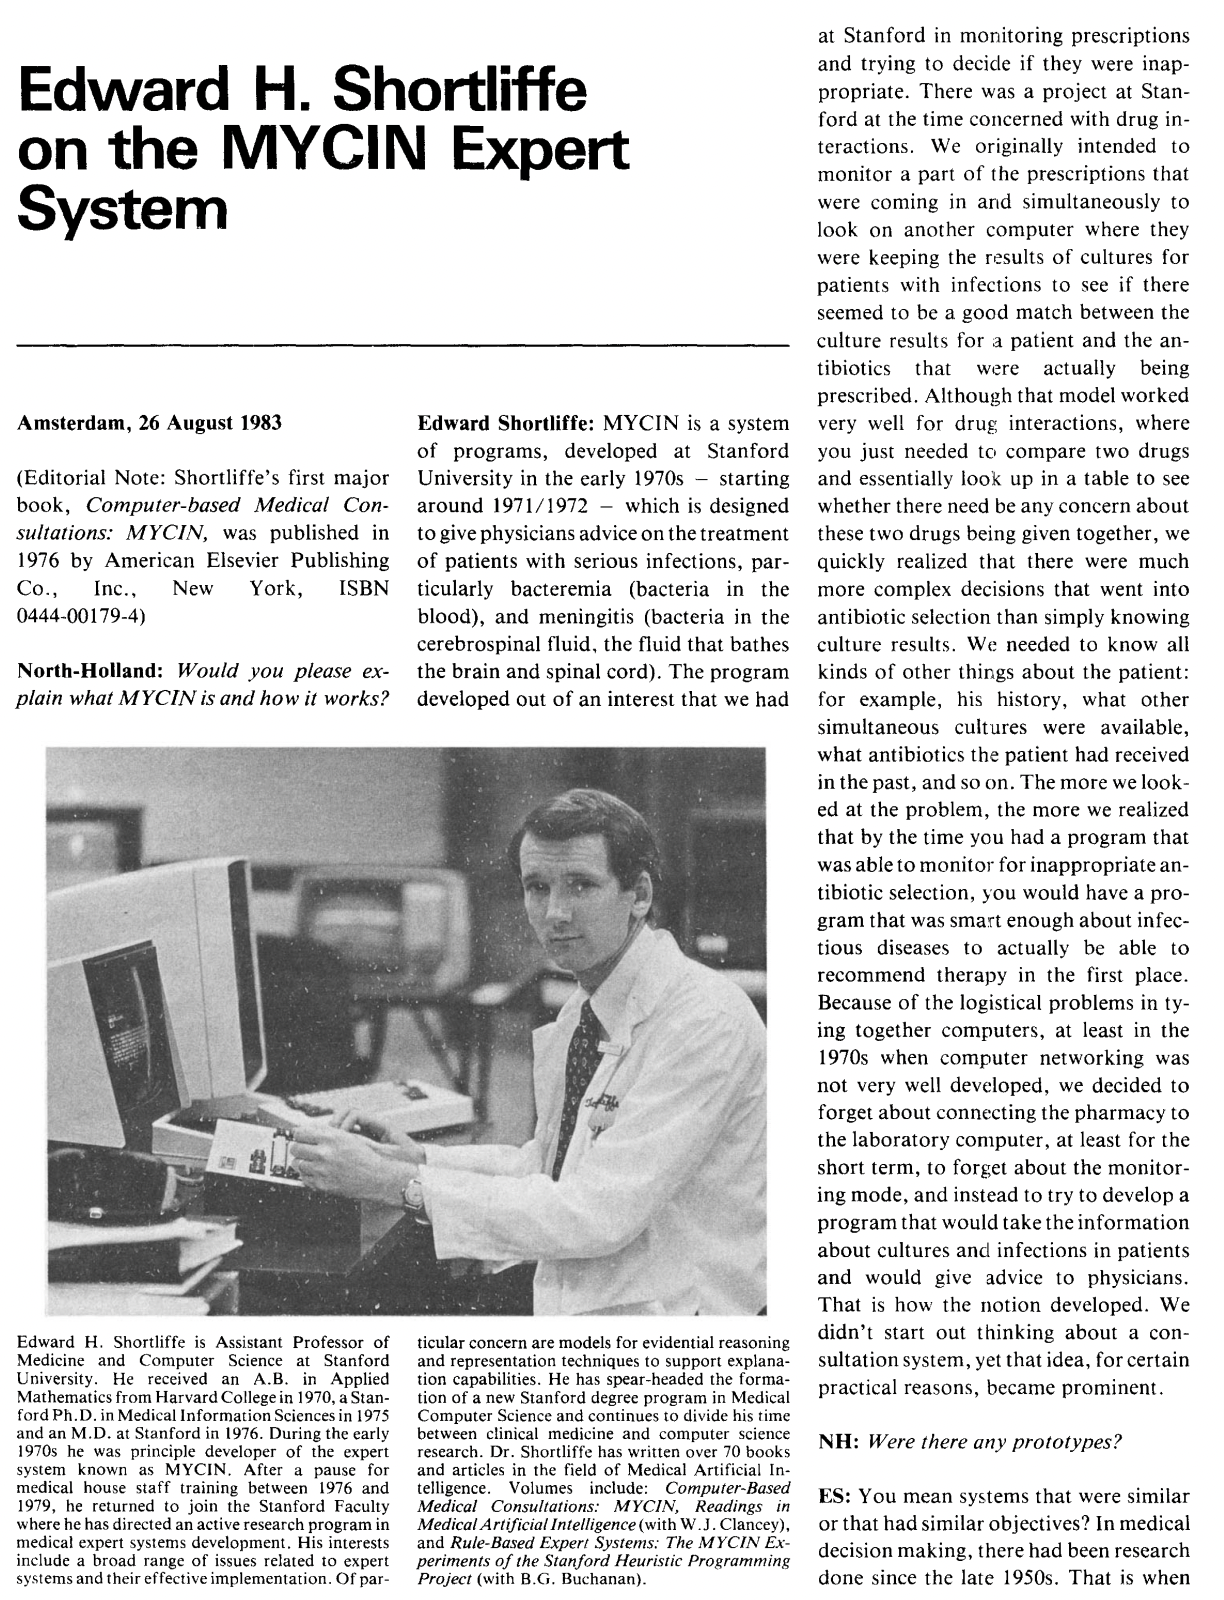 Edward H. Shortliffe
on the MYCIN Expert
System
Amsterdam, 26 August 1983
(Editorial Note: Shortliffe's first major
book, Computer-based Medical Con-
sultations: MYCIN, was published in
1976 by American Elsevier Publishing
Co., Inc., New York, ISBN
0444-00179-4)
North-Holland: Would you please ex-
plain what MYCIN is and how it works?
Edward Shortliffe: MYCIN is a system
of programs, developed at Stanford
University in the early 1970s – starting
around 1971/1972 – which is designed
to give physicians advice on the treatment
of patients with serious infections, par-
ticularly bacteremia (bacteria in the
blood), and meningitis (bacteria in the
cerebrospinal fluid, the fluid that bathes
the brain and spinal cord). The program
developed out of an interest that we had
at Stanford in monitoring prescriptions
and trying to decide if they were inap-
propriate. There was a project at Stan-
ford at the time concerned with drug in-
teractions. We originally intended to
monitor a part of the prescriptions that
were coming in and simultaneously to
look on another computer where they
were keeping the results of cultures for
patients with infections to see if there
seemed to be a good match between the
culture results for a patient and the an-
tibiotics that were actually being
prescribed. Although that model worked
very well for drug interactions, where
you just needed to compare two drugs
and essentially look up in a table to see
whether there need be any concern about
these two drugs being given together, we
quickly realized that there were much
more complex decisions that went into
antibiotic selection than simply knowing
culture results. We needed to know all
kinds of other things about the patient:
for example, his history, what other
simultaneous cultures were available,
what antibiotics the patient had received
in the past, and so on. The more we look-
ed at the problem, the more we realized
that by the time you had a program that
was able to monitor for inappropriate an-
tibiotic selection, you would have a pro-
gram that was smart enough about infec-
tious diseases to actually be able to
recommend therapy in the first place.
Because of the logistical problems in ty-
ing together computers, at least in the
1970s when computer networking was
not very well developed, we decided to
forget about connecting the pharmacy to
the laboratory computer, at least for the
short term, to forget about the monitor-
ing mode, and instead to try to develop a
program that would take the information
about cultures and infections in patients
and would give advice to physicians.
That is how the notion developed. We
didn't start out thinking about a con-
sultation system, yet that idea, for certain
practical reasons, became prominent.
NH: Were there any prototypes?
ES: You mean systems that were similar
or that had similar objectives? In medical
decision making, there had been research
done since the late 1950s. That is when
Edward H. Shortliffe is Assistant Professor of
Medicine and Computer Science at Stanford
University. He received an A.B. in Applied
Mathematics from Harvard College in 1970, a Stan-
ford Ph.D. in Medical Information Sciences in 1975
and an M.D. at Stanford in 1976. During the early
1970s he was principle developer of the expert
system known as MYCIN. After a pause for
medical house staff training between 1976 and
1979, he returned to join the Stanford Faculty
where he has directed an active research program in
medical expert systems development. His interests
include a broad range of issues related to expert
systems and their effective implementation. Of par-
ticular concern are models for evidential reasoning
and representation techniques to support explana-
tion capabilities. He has spear-headed the forma-
tion of a new Stanford degree program in Medical
Computer Science and continues to divide his time
between clinical medicine and computer science
research. Dr. Shortliffe has written over 70 books
and articles in the field of Medical Artificial In-
telligence. Volumes include: Computer-Based
Medical Consultations: MYCIN, Readings in
Medical Artificial Intelligence (with W.J. Clancey),
and Rule-Based Expert Systems: The MYCIN Ex-
periments of the Stanford Heuristic Programming
Project (with B.G. Buchanan).